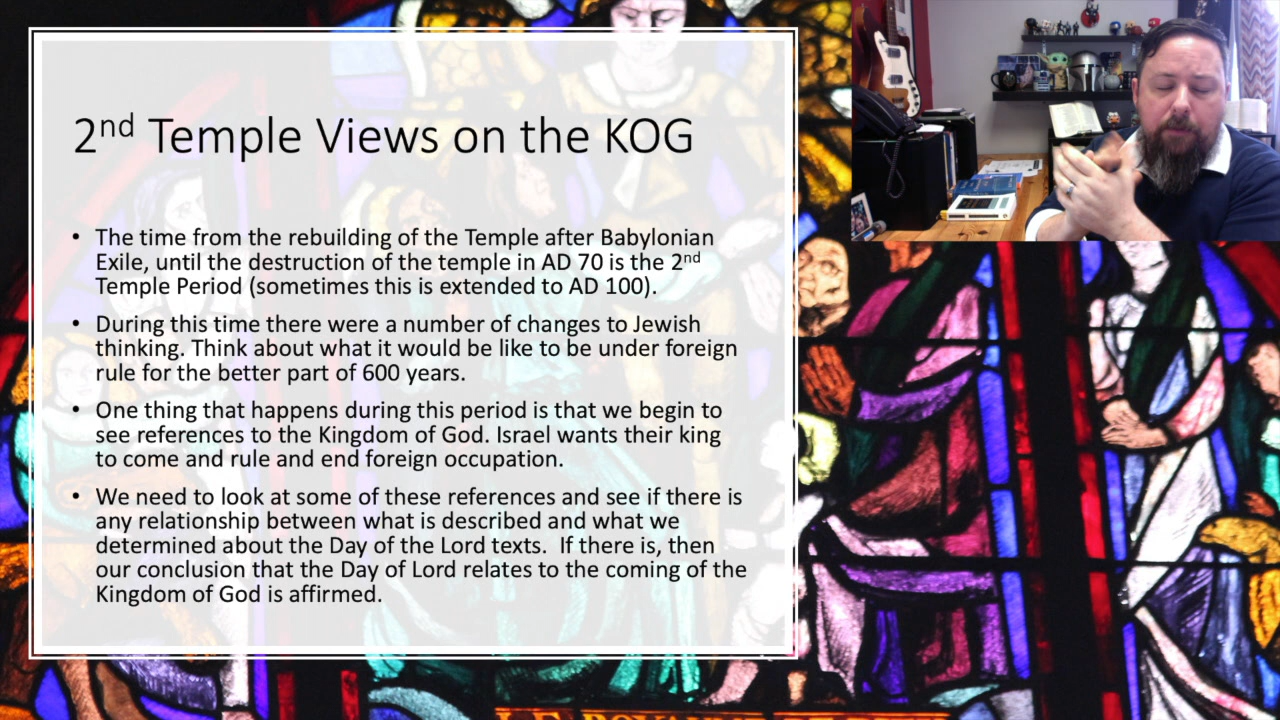 2nd Temple Views on the KOG
• The time from the rebuilding of the Temple after Babylonian
Exile, until the destruction of the temple in AD 70 is the 2nd
Temple Period (sometimes this is extended to AD 100).
• During this time there were a number of changes to Jewish
thinking. Think about what it would be like to be under foreign
rule for the better part of 600 years.
• One thing that happens during this period is that we begin to
see references to the Kingdom of God. Israel wants their king
to come and rule and end foreign occupation.
• We need to look at some of these references and see if there is
any relationship between what is described and what we
determined about the Day of the Lord texts.  If there is, then
our conclusion that the Day of Lord relates to the coming of the
Kingdom of God is affirmed.